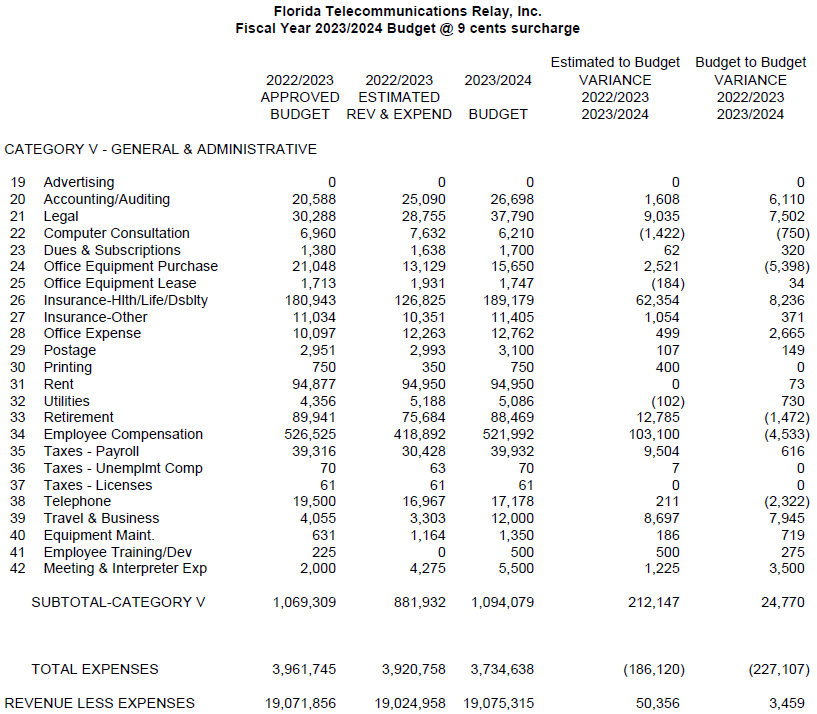 Florida Telecommunications Relay, Inc.
Fiscal Year 2023/2024 Budget @ 9 cents surcharge
Estimated to Budget Budget to Budget
2022/2023 2022/2023 2023/2024 VARIANCE VARIANCE
APPROVED ESTIMATED 2022/2023 2022/2023
BUDGET REV & EXPEND BUDGET 2023/2024 2023/2024
CATEGORY V - GENERAL & ADMINISTRATIVE
19 Advertising 0 0 0 0 0
20 Accounting/Auditing 20,588 25,090 26,698 1,608 6,110
21 Legal 30,288 28,755 37,790 9,035 7,502
22 Computer Consultation 6,960 7,632 6,210 (1,422) (750)
23 Dues & Subscriptions 1,380 1,638 1,700 62 320
24 Office Equipment Purchase 21,048 13,129 15,650 2,521 (5,398)
25 Office Equipment Lease 1,713 1,931 1,747 (184) 34
26 Insurance-Hlth/Life/Dsblty 180,943 126,825 189,179 62,354 8,236
27 Insurance-Other 11,034 10,351 11,405 1,054 371
28 Office Expense 10,097 12,263 12,762 499 2,665
29 Postage 2,951 2,993 3,100 107 149
30 Printing 750 350 750 400 0
31 Rent 94,877 94,950 94,950 0 73
32 Utilities 4,356 5,188 5,086 (102) 730
33 Retirement 89,941 75,684 88,469 12,785 (1,472)
34 Employee Compensation 526,525 418,892 521,992 103,100 (4,533)
35 Taxes - Payroll 39,316 30,428 39,932 9,504 616
36 Taxes - Unemplmt Comp 70 63 70 7 0
37 Taxes - Licenses 61 61 61 0 0
38 Telephone 19,500 16,967 17,178 211 (2,322)
39 Travel & Business 4,055 3,303 12,000 8,697 7,945
40 Equipment Maint. 631 1,164 1,350 186 719
41 Employee Training/Dev 225 0 500 500 275
42 Meeting & Interpreter Exp 2,000 4,275 5,500 1,225 3,500
SUBTOTAL-CATEGORY V 1,069,309 881,932 1,094,079 212,147 24,770
TOTAL EXPENSES 3,961,745 3,920,758 3,734,638 (186,120) (227,107)
REVENUE LESS EXPENSES 19,071,856 19,024,958 19,075,315 50,356 3,459